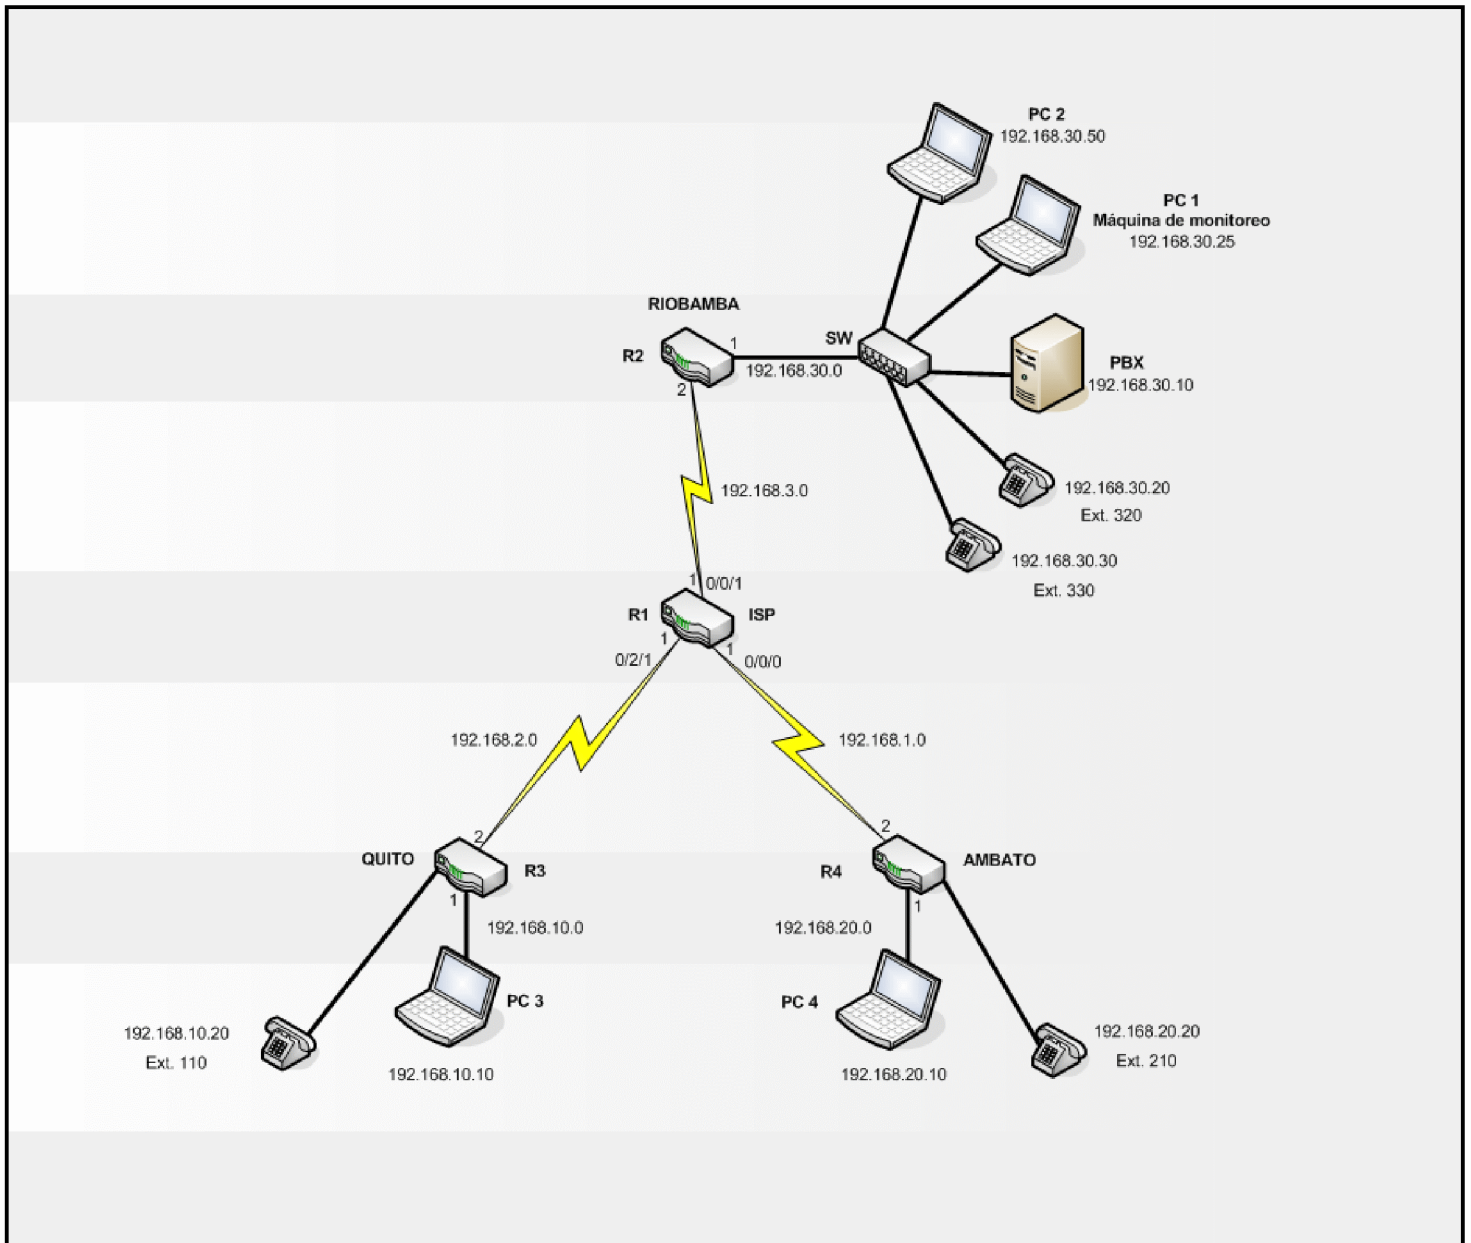 PC 2
192.168.30.50
PC 1
Máquina de monitoreo
192.168.30.25
RIOBAMBA
R2
1
2
192.168.30.0
SW
PBX
192.168.30.10
192.168.30.20
Ext. 320
192.168.30.30
Ext. 330
192.168.3.0
1
0/0/1
R1
ISP
1
0/2/1
1
0/0/0
192.168.2.0
192.168.1.0
2
QUITO
R3
1
192.168.10.0
2
AMBATO
R4
1
192.168.20.0
PC 3
192.168.10.10
192.168.10.20
Ext. 110
PC 4
192.168.20.10
192.168.20.20
Ext. 210